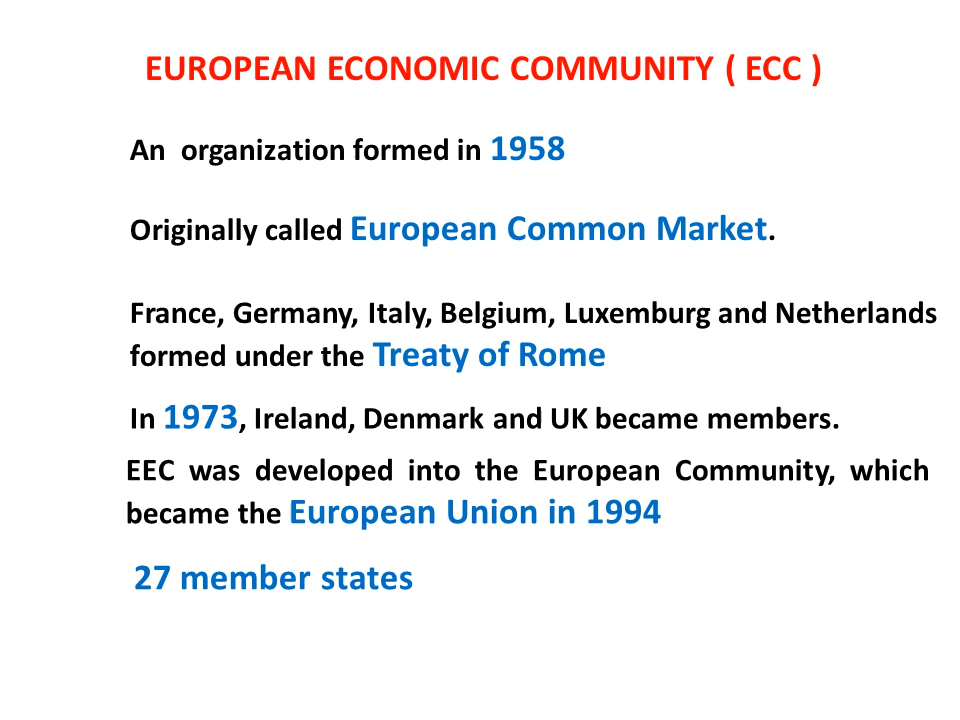 EUROPEAN ECONOMIC COMMUNITY ( ECC )
An organization formed in 1958
Originally called European Common Market.
France, Germany, Italy, Belgium, Luxemburg and Netherlands
formed under the Treaty of Rome
In 1973, Ireland, Denmark and UK became members.
EEC was developed into the European Community, which
became the European Union in 1994
27 member states